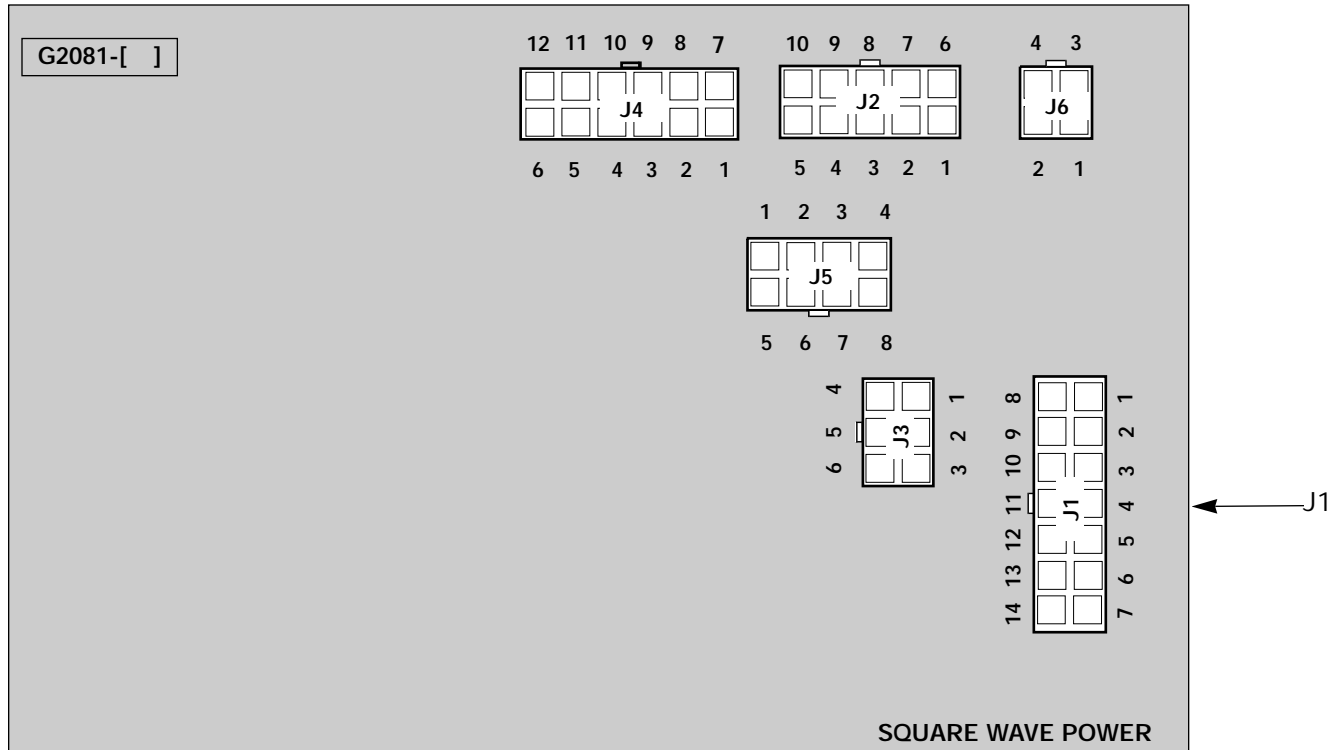 G2081-[ ]
12 11 10 9 8 7
J4
6 5 4 3 2 1
10 9 8 7 6
J2
5 4 3 2 1
4 3
J6
2 1
1 2 3 4
J5
5 6 7 8
4 1
5 J3 2
6 3
8 1
9 2
10 3
11 J1 4
12 5
13 6
14 7
J1
SQUARE WAVE POWER